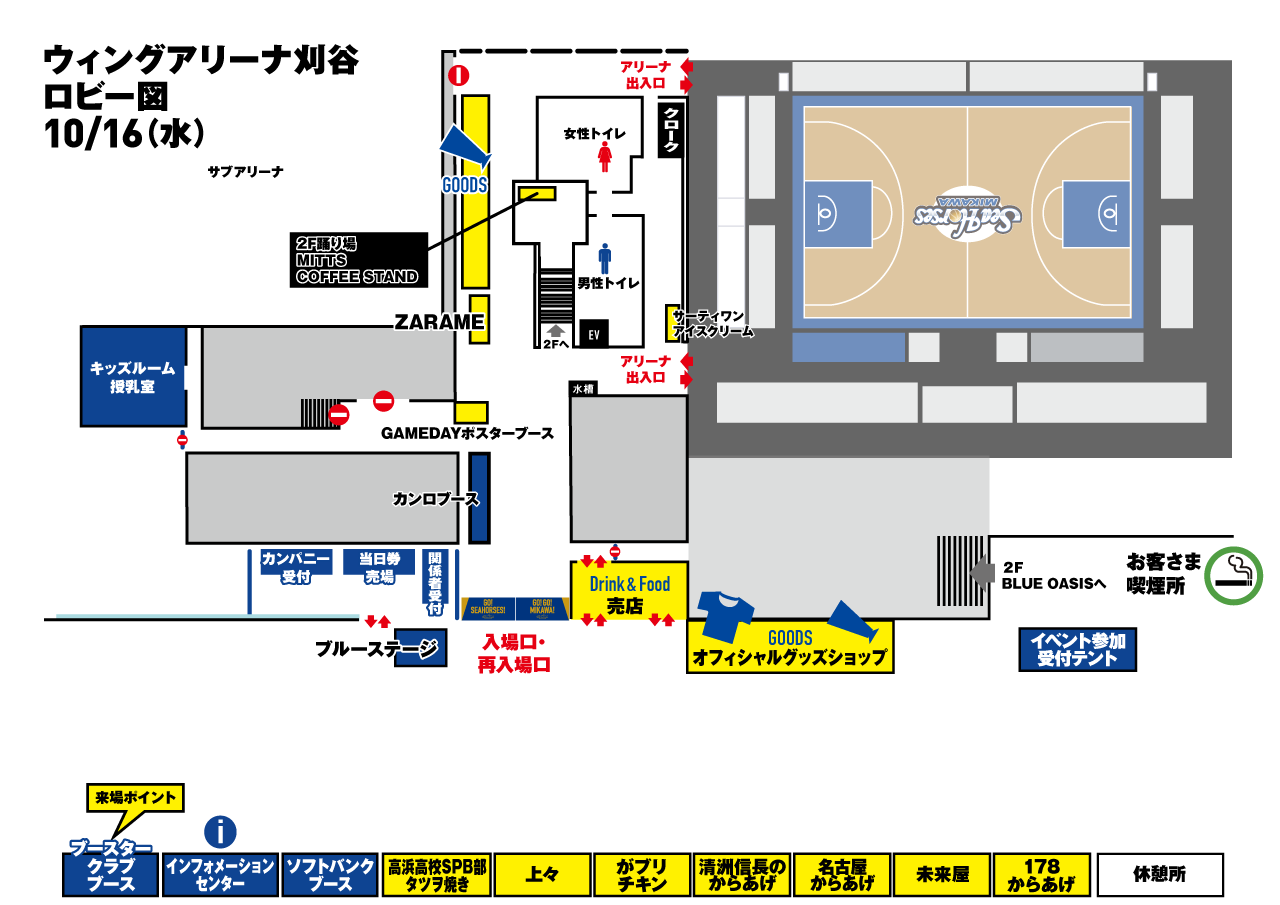 ウィングアリーナ刈谷
ロビー図
10/16(水)
サブアリーナ
アリーナ
出入口
クローク
女性トイレ
GOODS
2F踊り場
MITTS
COFFEE STAND
男性トイレ
EV
2Fへ
ZARAME
サーティワン
アイスクリーム
アリーナ
出入口
SeaHorses
MIKAWA
キッズルーム
授乳室
水槽
GAMEDAYポスターブース
カンロブース
カンパニー
受付
当日券
売場
関係者受付
GO!
SEAHORSES!
GO! GO!
MIKAWA!
Drink & Food
売店
入場口・
再入場口
ブルーステージ
GOODS
オフィシャルグッズショップ
2F
BLUE OASISへ
お客さま
喫煙所
イベント参加
受付テント
来場ポイント
ブースター
クラブ
ブース
i
インフォメーション
センター
ソフトバンク
ブース
高浜高校SPB部
タツヲ焼き
上々
がブリ
チキン
清洲信長の
からあげ
名古屋
からあげ
未来屋
178
からあげ
休憩所